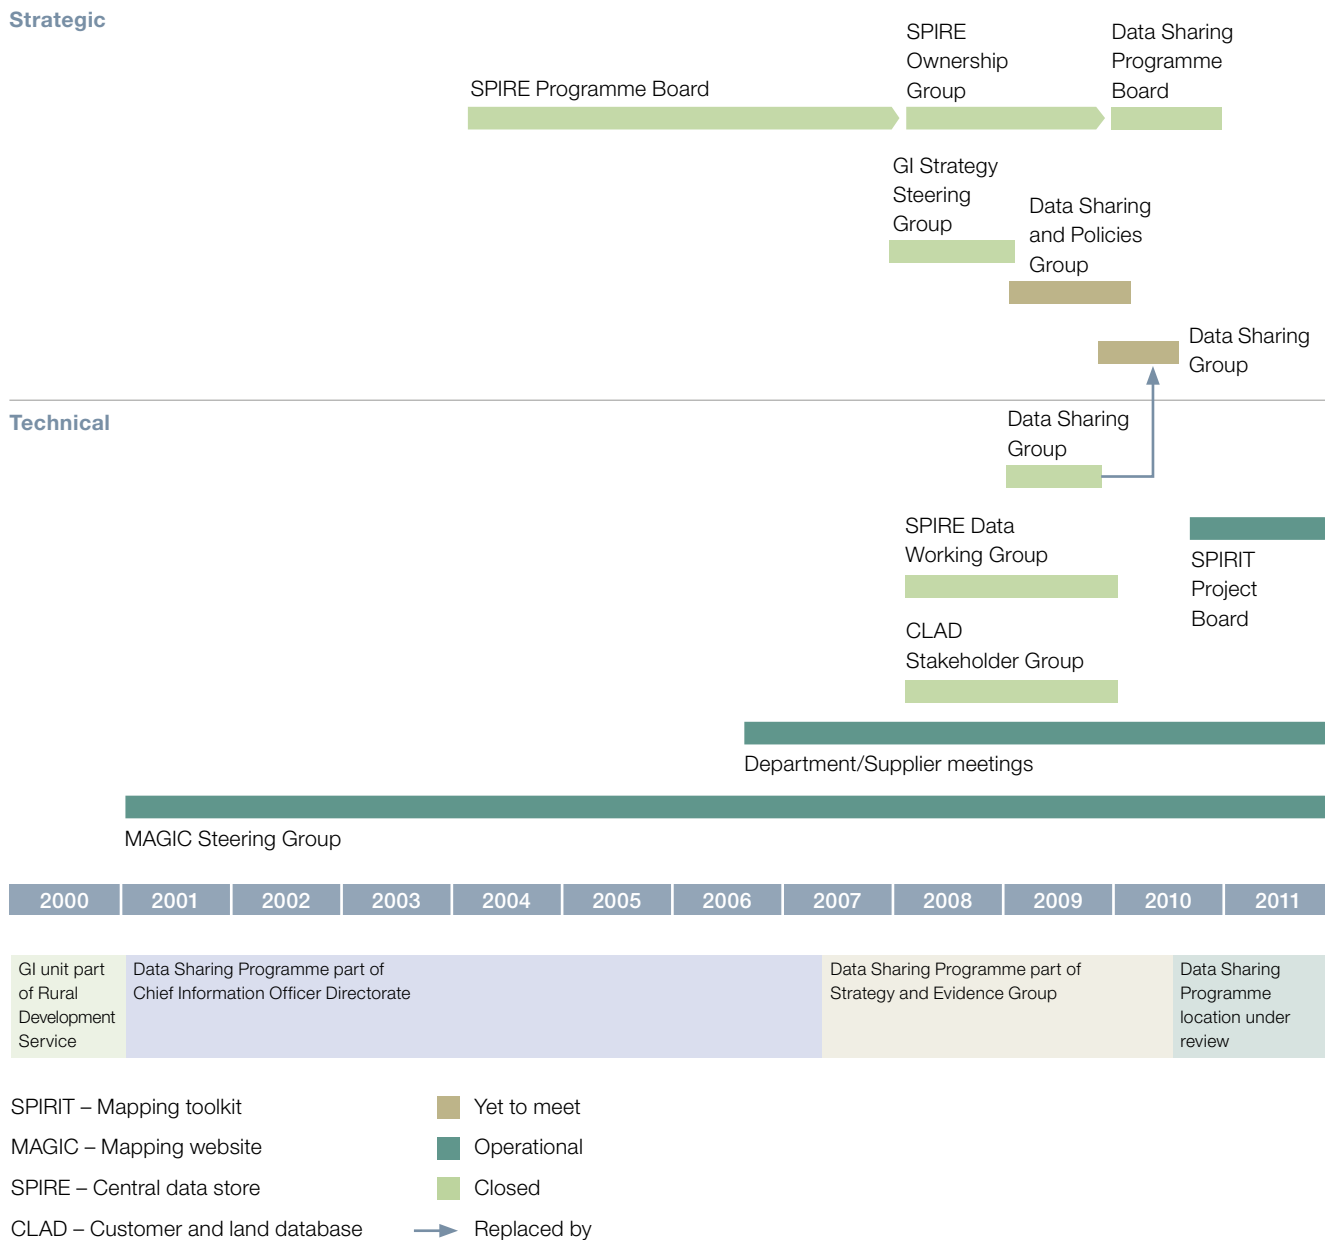 Strategic
SPIRE
Ownership
Group
Data Sharing
Programme
Board
SPIRE Programme Board
GI Strategy
Steering
Group
Data Sharing
and Policies
Group
Data Sharing
Group
Technical
Data Sharing
Group
SPIRE Data
Working Group
SPIRIT
Project
Board
CLAD
Stakeholder Group
Department/Supplier meetings
MAGIC Steering Group
2000 2001 2002 2003 2004 2005 2006 2007 2008 2009 2010 2011
GI unit part
of Rural
Development
Service
Data Sharing Programme part of
Chief Information Officer Directorate
Data Sharing Programme part of
Strategy and Evidence Group
Data Sharing
Programme
location under
review
SPIRIT – Mapping toolkit
MAGIC – Mapping website
SPIRE – Central data store
CLAD – Customer and land database
Yet to meet
Operational
Closed
Replaced by